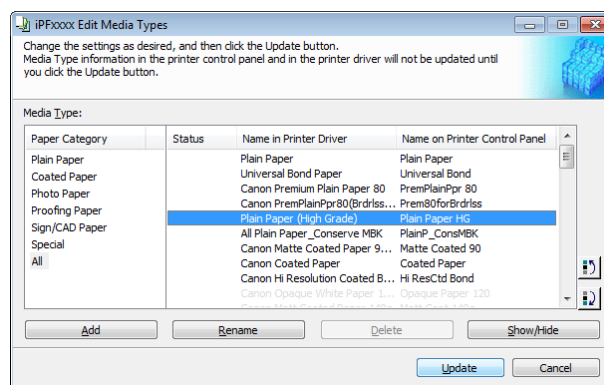 iPFxxxx Edit Media Types
Change the settings as desired, and then click the Update button.
Media Type information in the printer control panel and in the printer driver will not be updated until
you click the Update button.
Media Type:
Paper Category Status Name in Printer Driver Name on Printer Control Panel
Plain Paper Plain Paper Plain Paper
Coated Paper Universal Bond Paper Universal Bond
Photo Paper Canon Premium Plain Paper 80 PremPlainPpr 80
Proofing Paper Canon PremPlainPpr80(Brdrlss... Prem80forBrdrlss
Sign/CAD Paper Plain Paper (High Grade) Plain Paper HG
Special All Plain Paper_Conserve MBK PlainP_ConsMBK
All Canon Matte Coated Paper 9... Matte Coated 90
Canon Coated Paper Coated Paper
Canon Hi Resolution Coated B... Hi ResCtd Bond
Canon Opaque White Paper 1... Opaque Paper 120
Add Rename Delete Show/Hide
Update Cancel